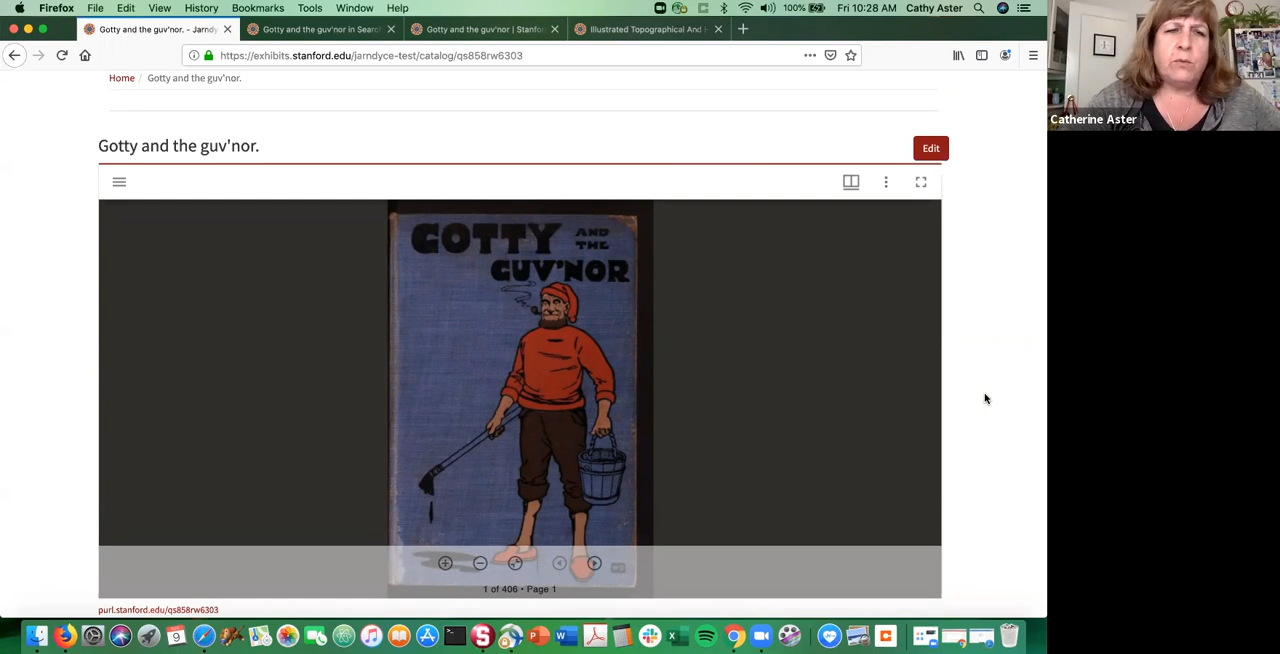 Firefox File Edit View History Bookmarks Tools Window Help 100% Fri 10:28 AM Cathy Aster
Gotty and the guv'nor. - Jarndy Gotty and the guv'nor in Searc Gotty and the guv'nor | Stanfor Illustrated Topographical And H
https://exhibits.stanford.edu/jarndyce-test/catalog/qs858rw6303
Catherine Aster
Home / Gotty and the guv'nor.
Gotty and the guv'nor.
Edit
GOTTY AND
THE
GUV'NOR
1 of 406 • Page 1
purl.stanford.edu/qs858rw6303
9